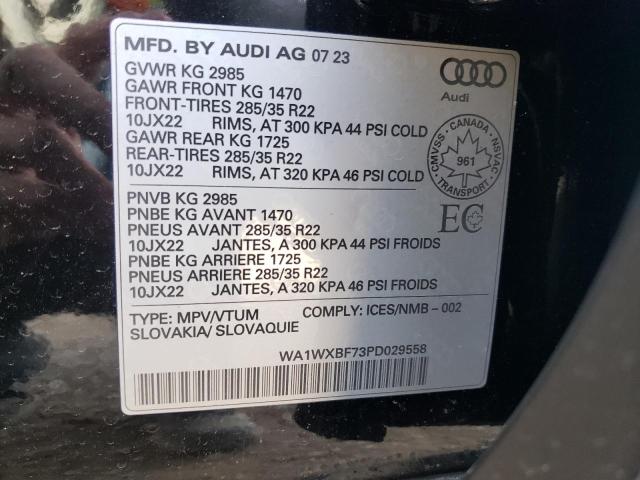 MFD. BY AUDI AG 07 23
GVWR KG 2985
GAWR FRONT KG 1470
FRONT-TIRES 285/35 R22
10JX22 RIMS, AT 300 KPA 44 PSI COLD
GAWR REAR KG 1725
REAR-TIRES 285/35 R22
10JX22 RIMS, AT 320 KPA 46 PSI COLD
Audi
CANADA
CMVSS
NSVAC
961
TRANSPORT
PNVB KG 2985
PNBE KG AVANT 1470
PNEUS AVANT 285/35 R22
10JX22 JANTES, A 300 KPA 44 PSI FROIDS
PNBE KG ARRIERE 1725
PNEUS ARRIERE 285/35 R22
10JX22 JANTES, A 320 KPA 46 PSI FROIDS
EC
TYPE: MPV/VTUM COMPLY: ICES/NMB - 002
SLOVAKIA/ SLOVAQUIE
WA1WXBF73PD029558